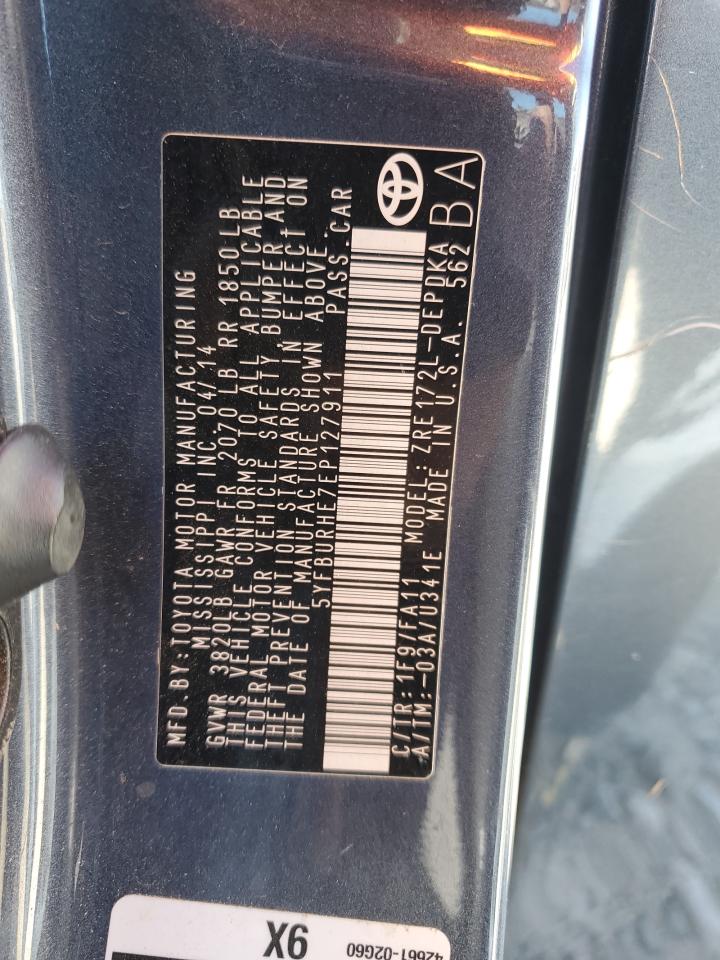 MFD.BY:TOYOTA MOTOR MANUFACTURING
MISSISSIPPI INC. 04/14
GVWR 3820LB GAWR FR 2070 LB RR 1850 LB
THIS VEHICLE CONFORMS TO ALL APPLICABLE
FEDERAL MOTOR VEHICLE SAFETY, BUMPER AND
THEFT PREVENTION STANDARDS IN EFFECT ON
THE DATE OF MANUFACTURE SHOWN ABOVE.
5YFBURHE7EP127911 PASS.CAR
C/TR:1F9/FA11 MODEL:ZRE172L-DEPDKA
A/TM:-03A/U341E MADE IN U.S.A. 562 BA
9X
42661-02G60